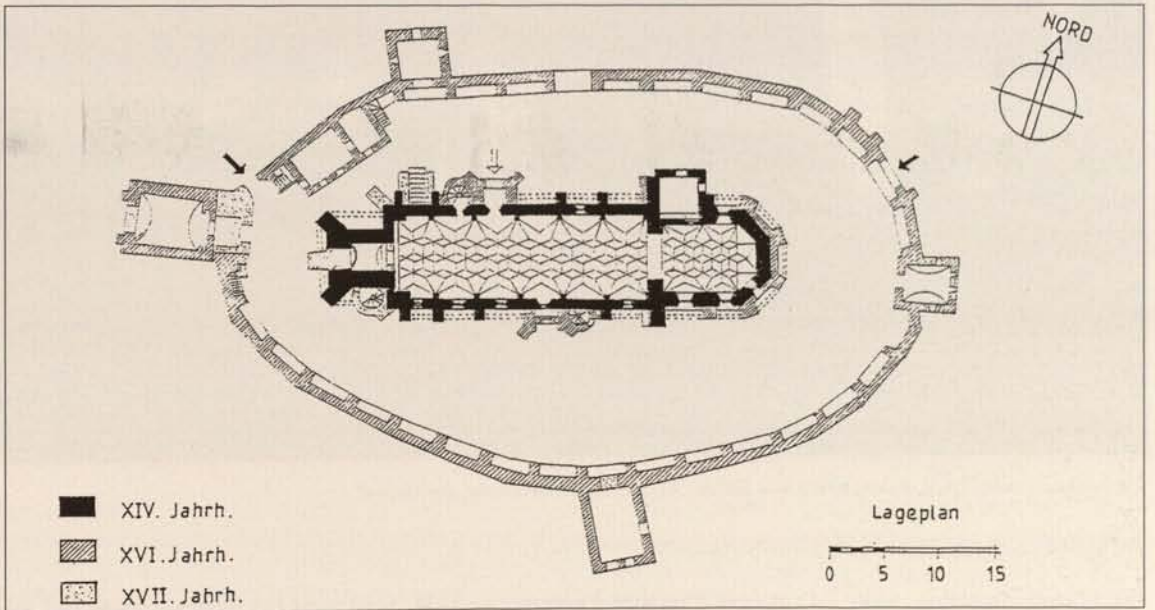 NORD
XIV. Jahrh.
XVI. Jahrh.
XVII. Jahrh.
Lageplan
0 5 10 15